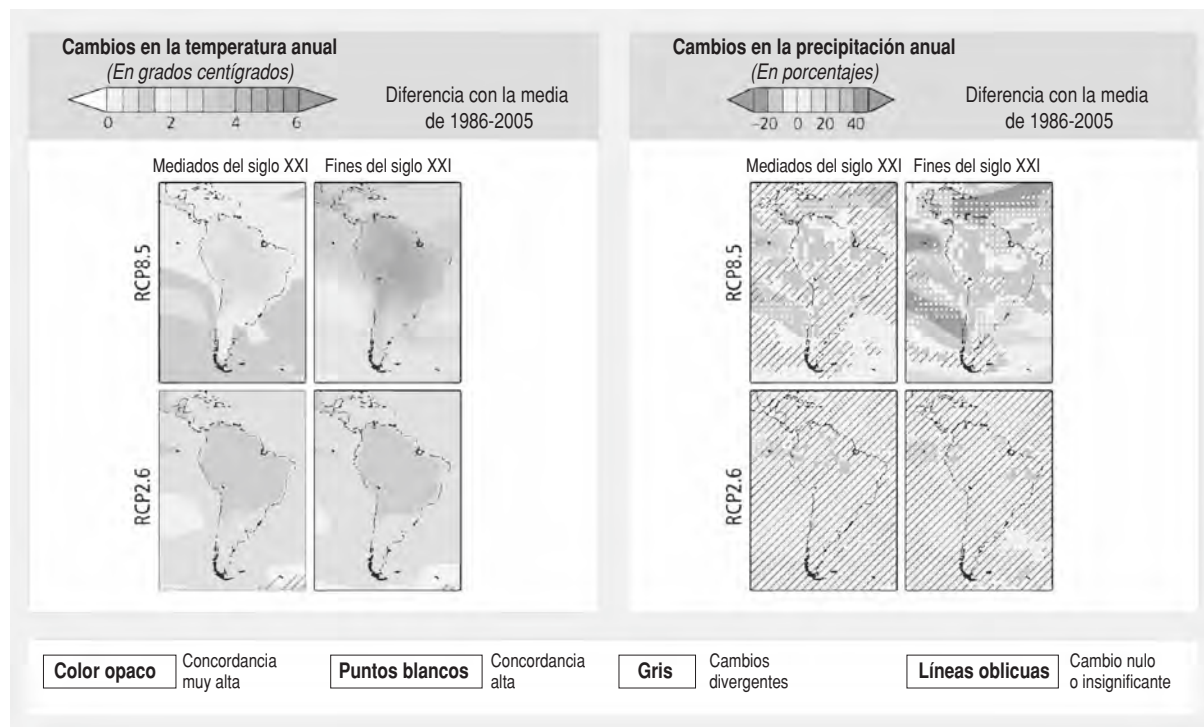 Cambios en la temperatura anual
(En grados centígrados)
0 2 4 6
Diferencia con la media
de 1986-2005
Mediados del siglo XXI Fines del siglo XXI
RCP8.5
RCP2.6
Cambios en la precipitación anual
(En porcentajes)
−20 0 20 40
Diferencia con la media
de 1986-2005
Mediados del siglo XXI Fines del siglo XXI
RCP8.5
RCP2.6
Color opaco Concordancia
muy alta
Puntos blancos Concordancia
alta
Gris Cambios
divergentes
Líneas oblicuas Cambio nulo
o insignificante